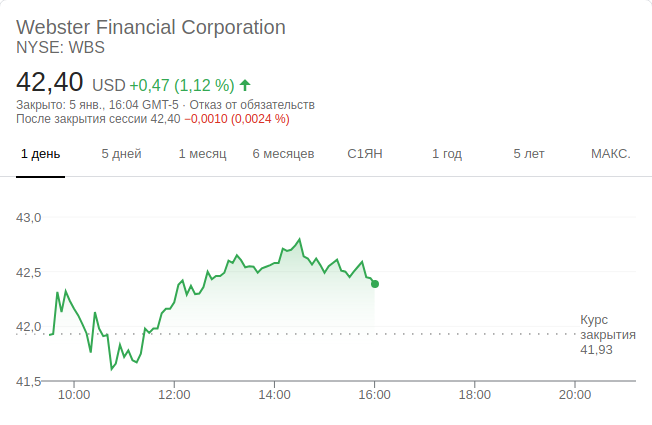 Webster Financial Corporation
NYSE: WBS
42,40 USD +0,47 (1,12 %)
Закрыто: 5 янв., 16:04 GMT-5 · Отказ от обязательств
После закрытия сессии 42,40 −0,0010 (0,0024 %)
1 день 5 дней 1 месяц 6 месяцев С1ЯН 1 год 5 лет МАКС.
43,0
42,5
42,0
Курс
закрытия
41,93
41,5
10:00 12:00 14:00 16:00 18:00 20:00